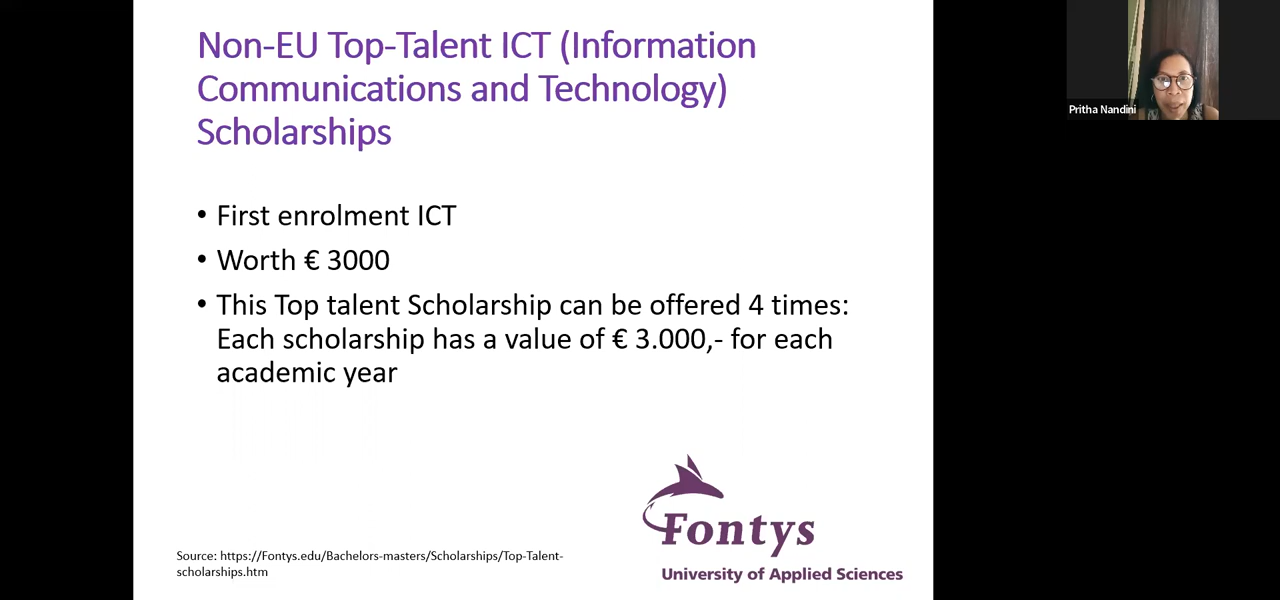 Non-EU Top-Talent ICT (Information
Communications and Technology)
Scholarships
• First enrolment ICT
• Worth € 3000
• This Top talent Scholarship can be offered 4 times:
Each scholarship has a value of € 3.000,- for each
academic year
Fontys
University of Applied Sciences
Source: https://Fontys.edu/Bachelors-masters/Scholarships/Top-Talent-
scholarships.htm
Pritha Nandini